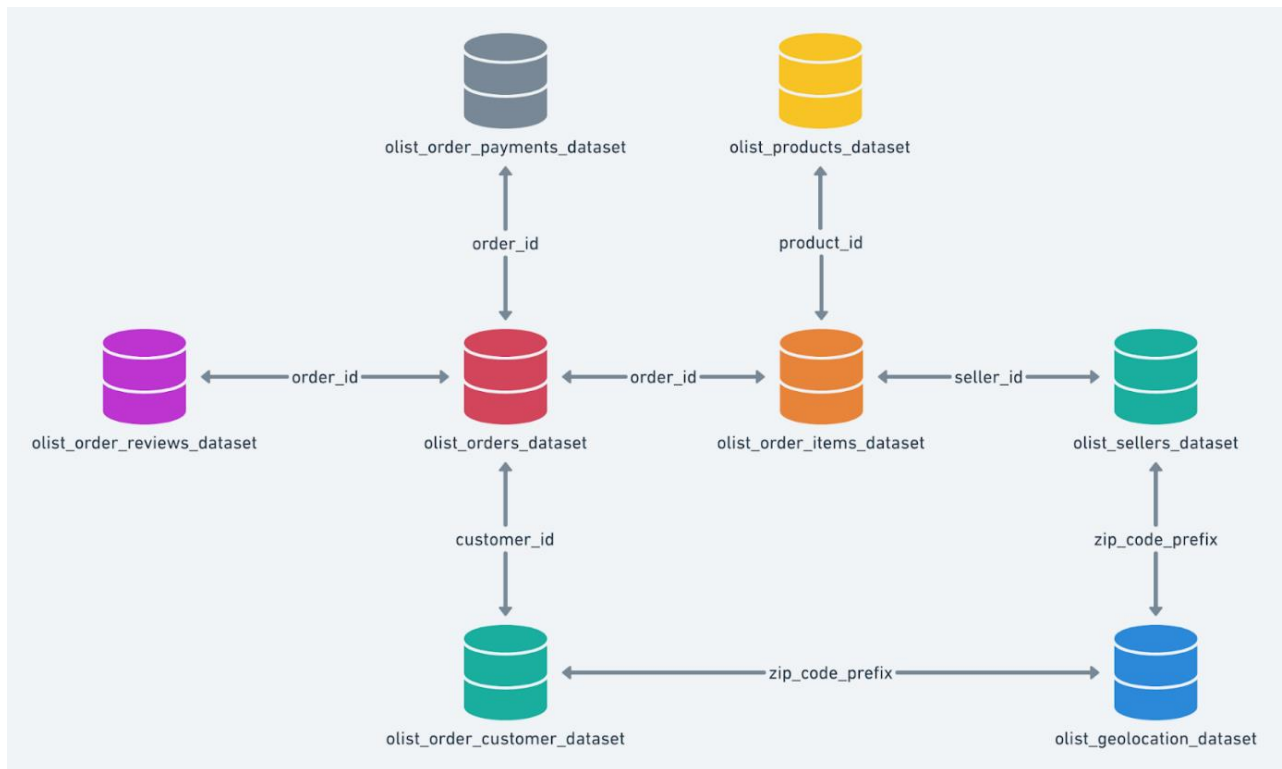 olist_order_payments_dataset
olist_products_dataset
order_id
product_id
order_id
order_id
seller_id
olist_order_reviews_dataset
olist_orders_dataset
olist_order_items_dataset
olist_sellers_dataset
customer_id
zip_code_prefix
zip_code_prefix
olist_order_customer_dataset
olist_geolocation_dataset